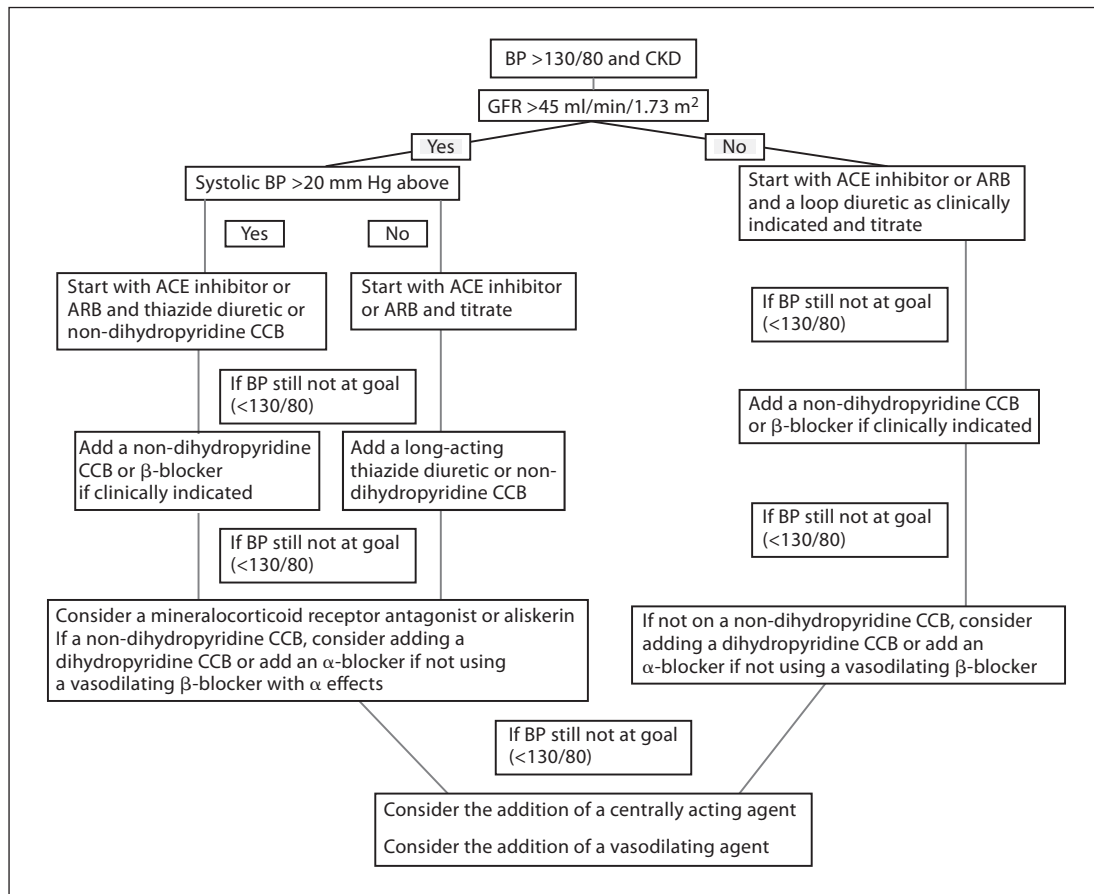 BP >130/80 and CKD
GFR >45 ml/min/1.73 m²
Yes
No
Systolic BP >20 mm Hg above
Start with ACE inhibitor or ARB
and a loop diuretic as clinically
indicated and titrate
Yes
No
Start with ACE inhibitor or
ARB and thiazide diuretic or
non-dihydropyridine CCB
Start with ACE inhibitor
or ARB and titrate
If BP still not at goal
(<130/80)
If BP still not at goal
(<130/80)
Add a non-dihydropyridine
CCB or β-blocker
if clinically indicated
Add a long-acting
thiazide diuretic or non-
dihydropyridine CCB
Add a non-dihydropyridine CCB
or β-blocker if clinically indicated
If BP still not at goal
(<130/80)
If BP still not at goal
(<130/80)
Consider a mineralocorticoid receptor antagonist or aliskerin
If a non-dihydropyridine CCB, consider adding a
dihydropyridine CCB or add an α-blocker if not using
a vasodilating β-blocker with α effects
If not on a non-dihydropyridine CCB, consider
adding a dihydropyridine CCB or add an
α-blocker if not using a vasodilating β-blocker
If BP still not at goal
(<130/80)
Consider the addition of a centrally acting agent
Consider the addition of a vasodilating agent